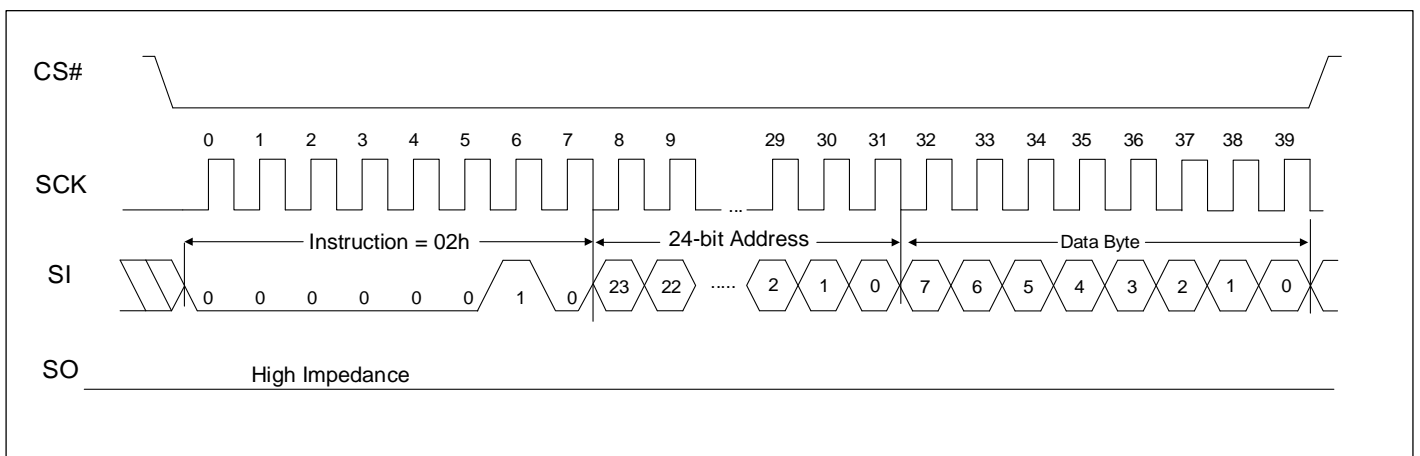 CS#
0 1 2 3 4 5 6 7 8 9 29 30 31 32 33 34 35 36 37 38 39
SCK
...
Instruction = 02h 24-bit Address Data Byte
SI
0 0 0 0 0 0 1 0 23 22 ..... 2 1 0 7 6 5 4 3 2 1 0
SO
High Impedance